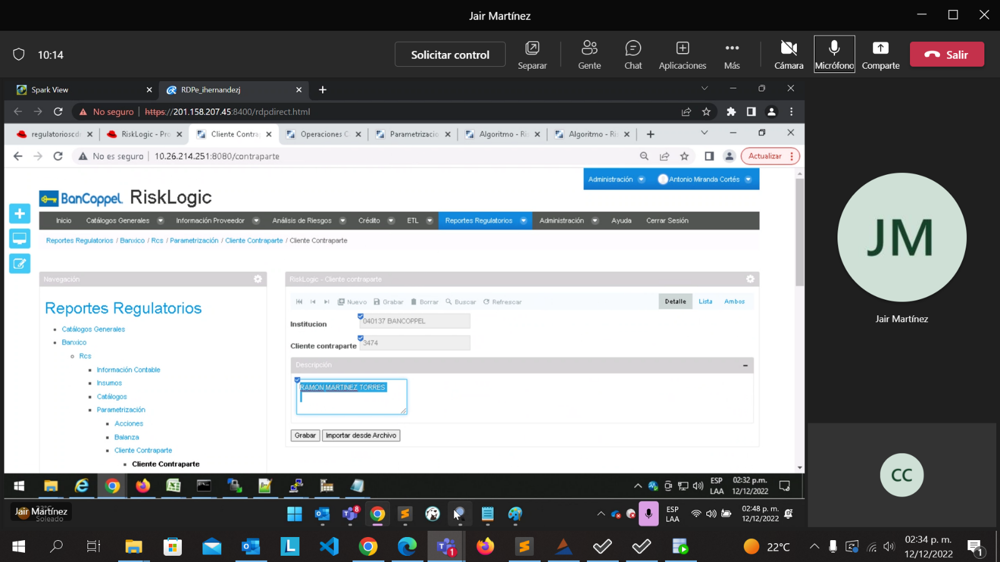 Jair Martínez
10:14
Solicitar control
Separar
Gente
Chat
Aplicaciones
Más
Cámara
Micrófono
Comparte
Salir
Spark View
RDPe_ihernandezj
No seguro
https://201.158.207.45:8400/rdpdirect.html
regulatorioscd
RiskLogic - Pro
Cliente Contra
Operaciones C
Parametrizacio
Algoritmo - Ri
Algoritmo - Ri
No es seguro
10.26.214.251:8080/contraparte
Actualizar
Administración
Antonio Miranda Cortés
BanCoppel. RiskLogic
Inicio
Catálogos Generales
Información Proveedor
Análisis de Riesgos
Crédito
ETL
Reportes Regulatorios
Administración
Ayuda
Cerrar Sesión
Reportes Regulatorios / Banxico / Rcs / Parametrización / Cliente Contraparte / Cliente Contraparte
Navegación
Reportes Regulatorios
Catálogos Generales
Banxico
Rcs
Información Contable
Insumos
Catálogos
Parametrización
Acciones
Balanza
Cliente Contraparte
Cliente Contraparte
RiskLogic - Cliente contraparte
Nuevo
Grabar
Borrar
Buscar
Refrescar
Detalle
Lista
Ambos
Institucion
040137 BANCOPPEL
Cliente contraparte
3474
Descripción
RAMON MARTINEZ TORRES
Grabar
Importar desde Archivo
JM
Jair Martínez
CC
ESP
LAA
02:32 p.m.
12/12/2022
Jair Martínez
Soleado
8
ESP
LAA
02:48 p. m.
12/12/2022
L
1
22°C
02:34 p. m.
12/12/2022
1